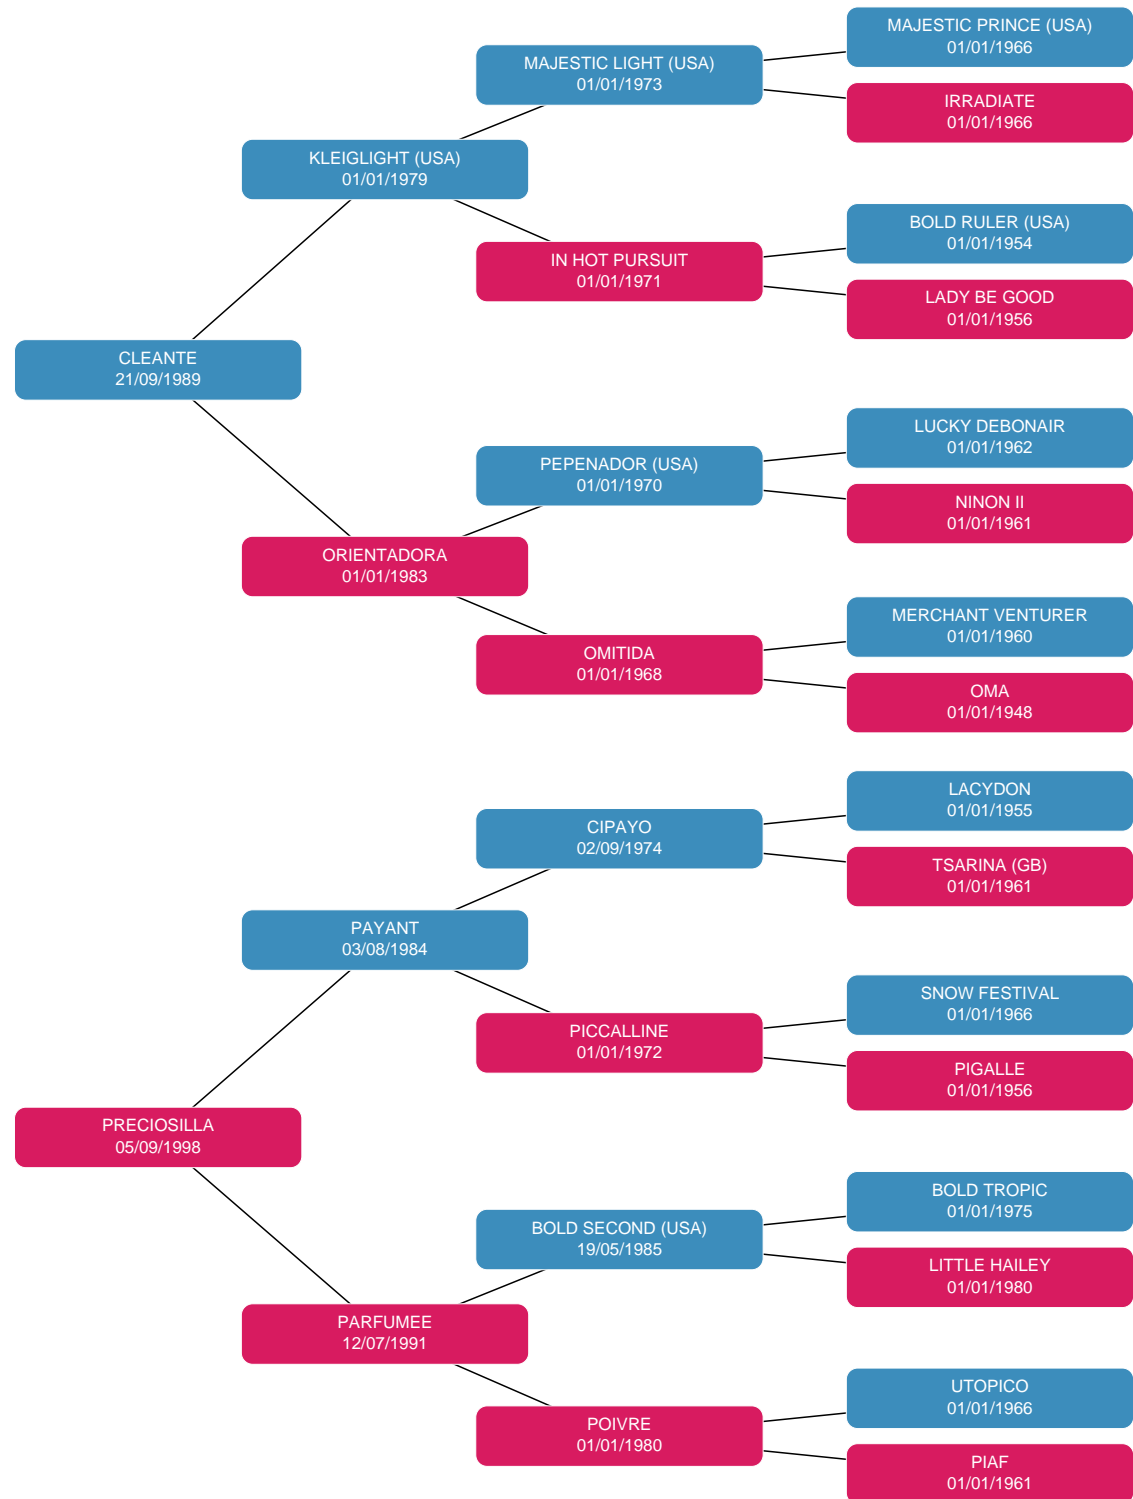 MAJESTIC PRINCE (USA)
01/01/1966
MAJESTIC LIGHT (USA)
01/01/1973
IRRADIATE
01/01/1966
KLEIGLIGHT (USA)
01/01/1979
BOLD RULER (USA)
01/01/1954
IN HOT PURSUIT
01/01/1971
LADY BE GOOD
01/01/1956
CLEANTE
21/09/1989
LUCKY DEBONAIR
01/01/1962
PEPENADOR (USA)
01/01/1970
NINON II
01/01/1961
ORIENTADORA
01/01/1983
MERCHANT VENTURER
01/01/1960
OMITIDA
01/01/1968
OMA
01/01/1948
LACYDON
01/01/1955
CIPAYO
02/09/1974
TSARINA (GB)
01/01/1961
PAYANT
03/08/1984
SNOW FESTIVAL
01/01/1966
PICCALLINE
01/01/1972
PIGALLE
01/01/1956
PRECIOSILLA
05/09/1998
BOLD TROPIC
01/01/1975
BOLD SECOND (USA)
19/05/1985
LITTLE HAILEY
01/01/1980
PARFUMEE
12/07/1991
UTOPICO
01/01/1966
POIVRE
01/01/1980
PIAF
01/01/1961